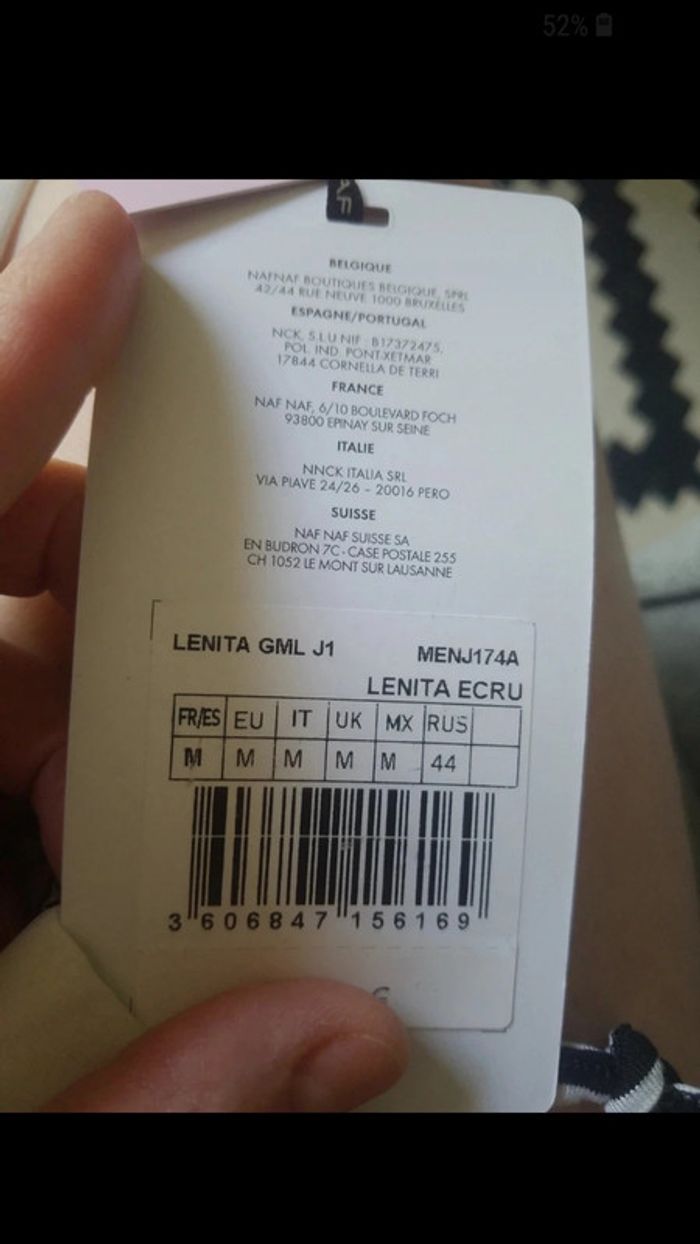 52%
AF
BELGIQUE
NAFNAF BOUTIQUES BELGIQUE, SPRL
42/44 RUE NEUVE 1000 BRUXELLES
ESPAGNE/PORTUGAL
NCK, S.L.U NIF : B17372475,
POL. IND. PONT-XETMAR
17844 CORNELLA DE TERRI
FRANCE
NAF NAF, 6/10 BOULEVARD FOCH
93800 EPINAY SUR SEINE
ITALIE
NNCK ITALIA SRL
VIA PIAVE 24/26 - 20016 PERO
SUISSE
NAF NAF SUISSE SA
EN BUDRON 7C - CASE POSTALE 255
CH 1052 LE MONT SUR LAUSANNE
LENITA GML J1 MENJ174A
LENITA ECRU
FR/ES EU IT UK MX RUS
M M M M M 44
3 606847 156169